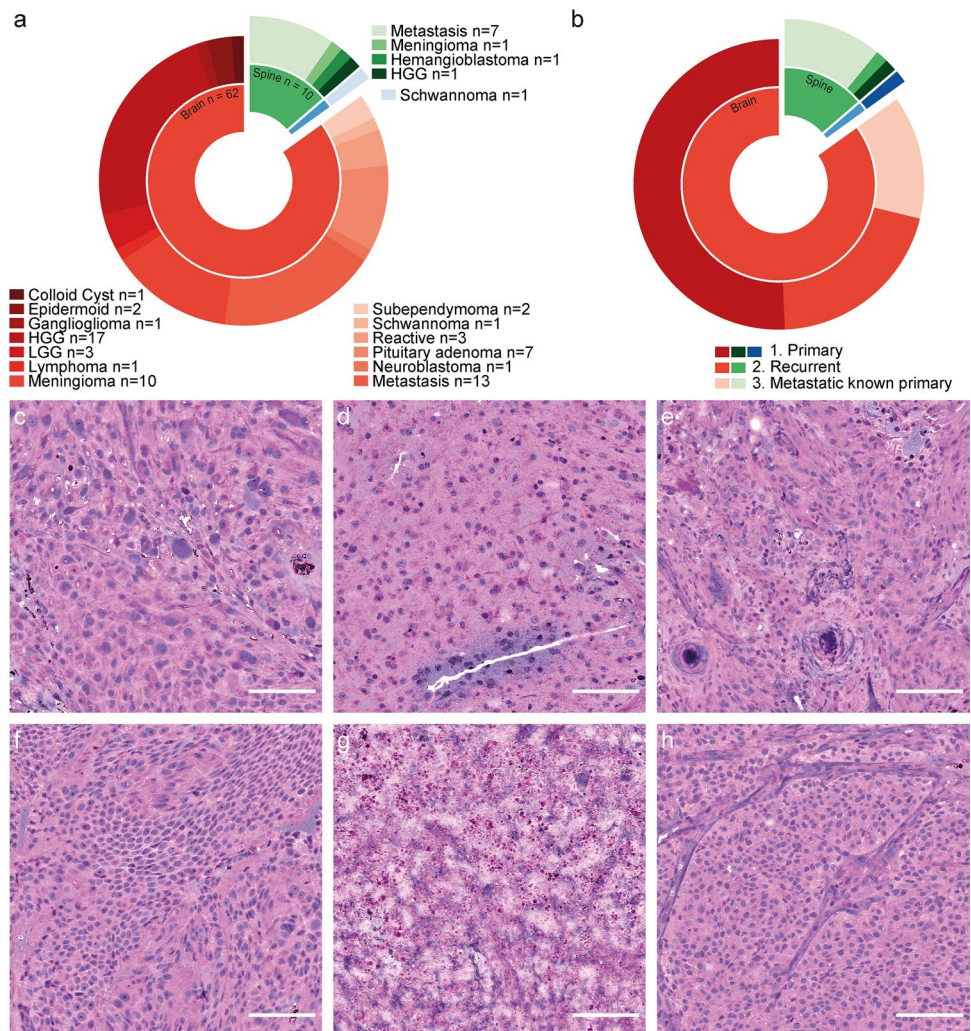 a
Metastasis n=7
Meningioma n=1
Hemangioblastoma n=1
HGG n=1
Schwannoma n=1
Spine n = 10
Brain n = 62
Colloid Cyst n=1
Epidermoid n=2
Ganglioglioma n=1
HGG n=17
LGG n=3
Lymphoma n=1
Meningioma n=10
Subependymoma n=2
Schwannoma n=1
Reactive n=3
Pituitary adenoma n=7
Neuroblastoma n=1
Metastasis n=13
b
Spine
Brain
1. Primary
2. Recurrent
3. Metastatic known primary
c
d
e
f
g
h